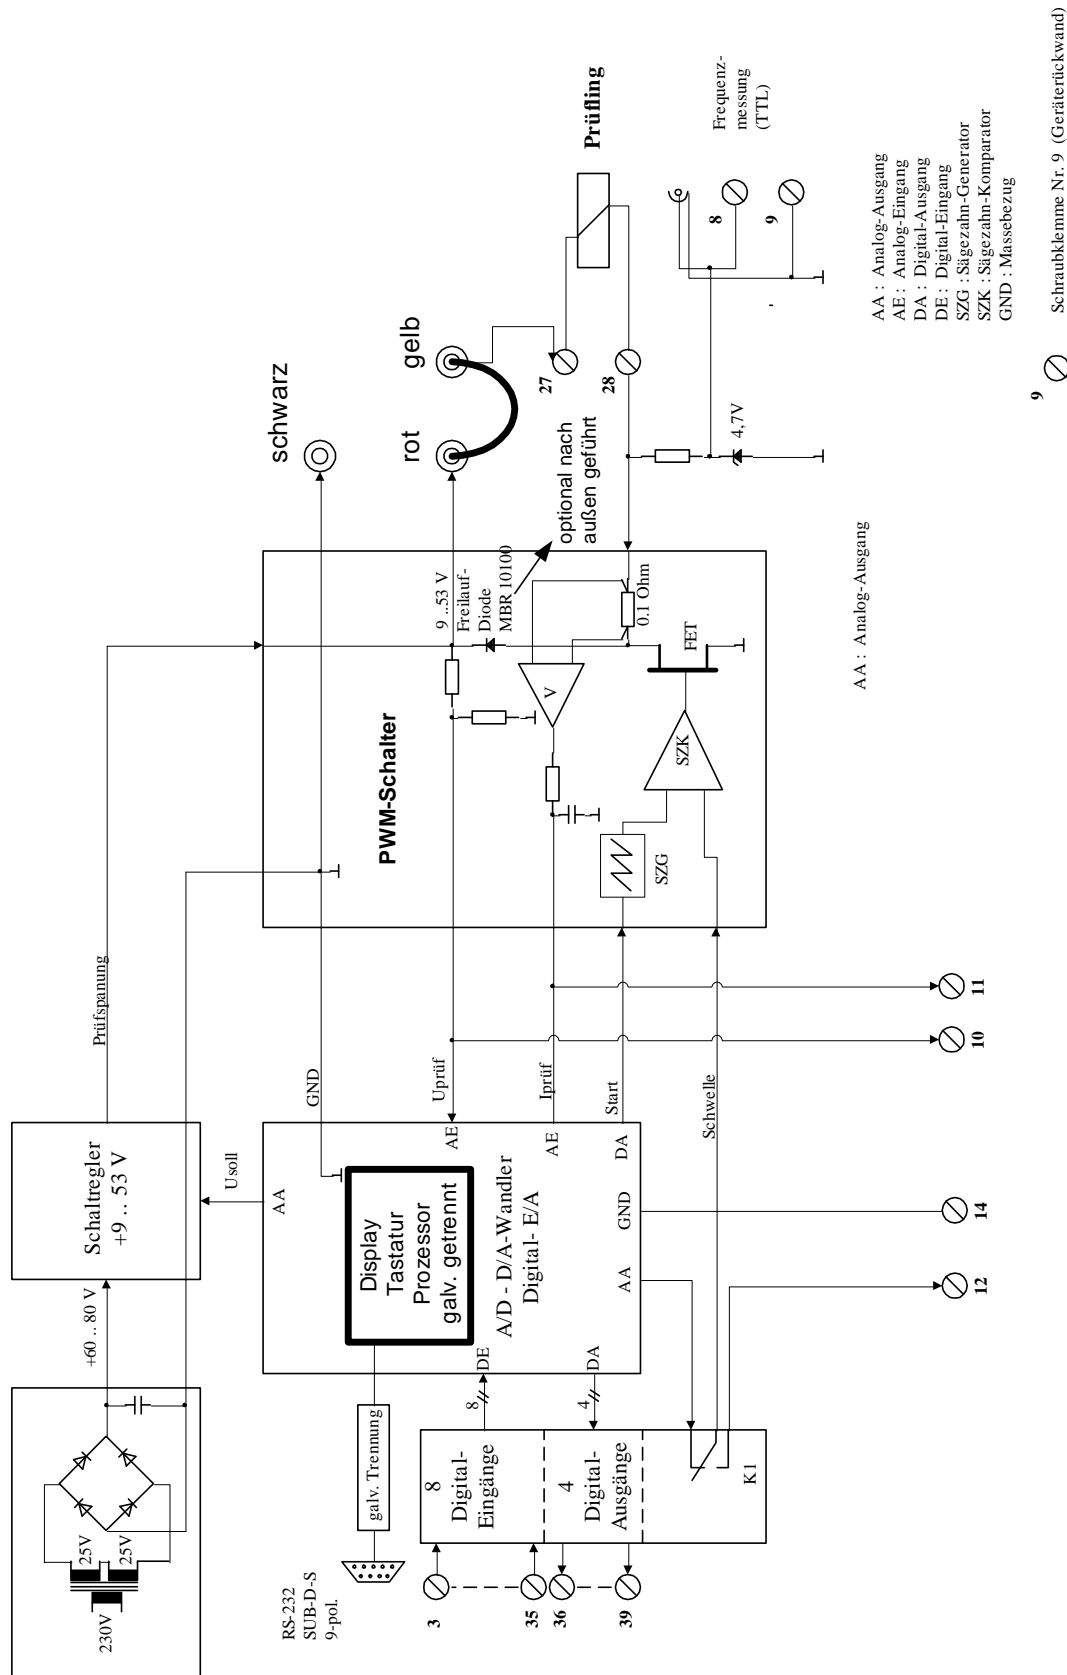 230V
25V
25V
+60 .. 80 V
Schaltregler
+9 .. 53 V
Prüfspanung
Usoll
GND
RS-232
SUB-D-S
9-pol.
galv. Trennung
Display
Tastatur
Prozessor
galv. getrennt
A/D - D/A-Wandler
Digital- E/A
AA
AE
AE
DA
GND
AA
DE
DA
8
4
Uprüf
Iprüf
Start
Schwelle
8
Digital-
Eingänge
4
Digital-
Ausgänge
K1
3
35
36
39
12
14
10
11
PWM-Schalter
9 ..53 V
Freilauf-
Diode
MBR 10100
optional nach
außen geführt
V
0.1 Ohm
FET
SZK
SZG
schwarz
rot
gelb
27
28
Prüfling
4,7V
Frequenz-
messung
(TTL)
8
9
AA : Analog-Ausgang
AA : Analog-Ausgang
AE : Analog-Eingang
DA : Digital-Ausgang
DE : Digital-Eingang
SZG : Sägezahn-Generator
SZK : Sägezahn-Komparator
GND : Massebezug
9
Schraubklemme Nr. 9 (Geräterückwand)